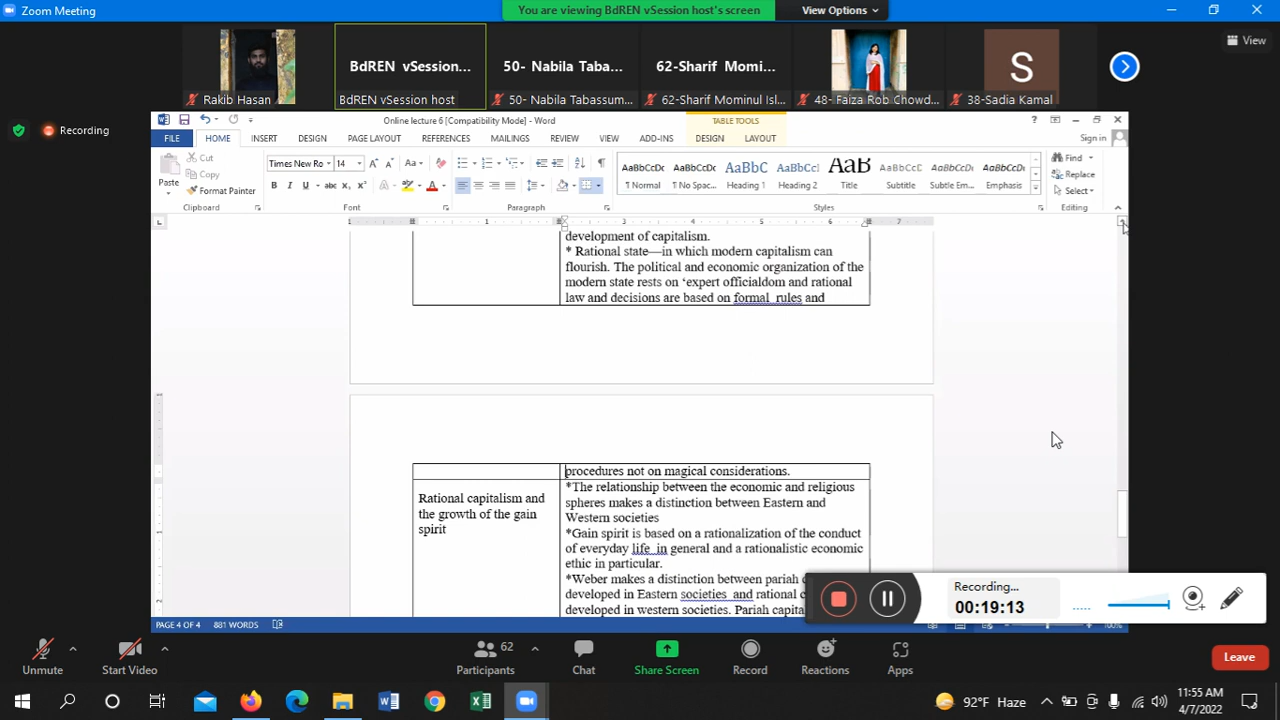 Zoom Meeting
You are viewing BdREN vSession host's screen
View Options
View
BdREN vSession...
50- Nabila Taba...
62-Sharif Momi...
S
Rakib Hasan
BdREN vSession host
50- Nabila Tabassum...
62-Sharif Mominul Isl...
48- Faiza Rob Chowd...
38-Sadia Kamal
Recording
Online lecture 6 [Compatibility Mode] - Word
TABLE TOOLS
Sign in
FILE HOME INSERT DESIGN PAGE LAYOUT REFERENCES MAILINGS REVIEW VIEW ADD-INS DESIGN LAYOUT
Paste
Cut
Copy
Format Painter
Times New Ro 14
AaBbCcDc AaBbCcDc AaBbC AaBbCc AaB AaBbCcD AaBbCcDt AaBbCcDt
¶ Normal ¶ No Spac... Heading 1 Heading 2 Title Subtitle Subtle Em... Emphasis
Find
Replace
Select
Clipboard Font Paragraph Styles Editing
1 3 4 5 6 7
development of capitalism.
* Rational state—in which modern capitalism can
flourish. The political and economic organization of the
modern state rests on ‘expert officialdom and rational
law and decisions are based on formal rules and
procedures not on magical considerations.
Rational capitalism and
the growth of the gain
spirit
*The relationship between the economic and religious
spheres makes a distinction between Eastern and
Western societies
*Gain spirit is based on a rationalization of the conduct
of everyday life in general and a rationalistic economic
ethic in particular.
*Weber makes a distinction between pariah
developed in Eastern societies and rational
developed in western societies. Pariah
Recording...
00:19:13
PAGE 4 OF 4 881 WORDS
100%
Unmute
Start Video
62
Participants
Chat
Share Screen
Record
Reactions
Apps
Leave
92°F Haze
11:55 AM
4/7/2022